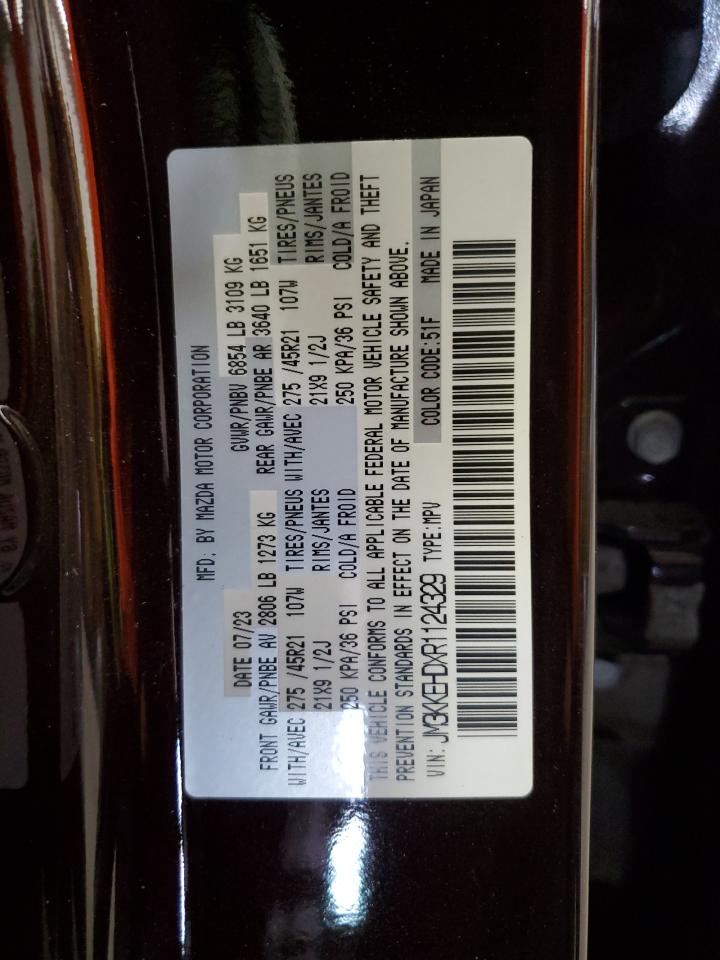 MFD. BY MAZDA MOTOR CORPORATION
DATE 07/23 GVWR/PNBV 6854 LB 3109 KG
FRONT GAWR/PNBE AV 2806 LB 1273 KG REAR GAWR/PNBE AR 3640 LB 1651 KG
WITH/AVEC 275 /45R21 107W TIRES/PNEUS WITH/AVEC 275 /45R21 107W TIRES/PNEUS
21X9 1/2J RIMS/JANTES 21X9 1/2J RIMS/JANTES
250 KPA/36 PSI COLD/A FROID 250 KPA/36 PSI COLD/A FROID
THIS VEHICLE CONFORMS TO ALL APPLICABLE FEDERAL MOTOR VEHICLE SAFETY AND THEFT
PREVENTION STANDARDS IN EFFECT ON THE DATE OF MANUFACTURE SHOWN ABOVE.
VIN: JM3KKEHDXR1124329 TYPE:MPV COLOR CODE:51F MADE IN JAPAN